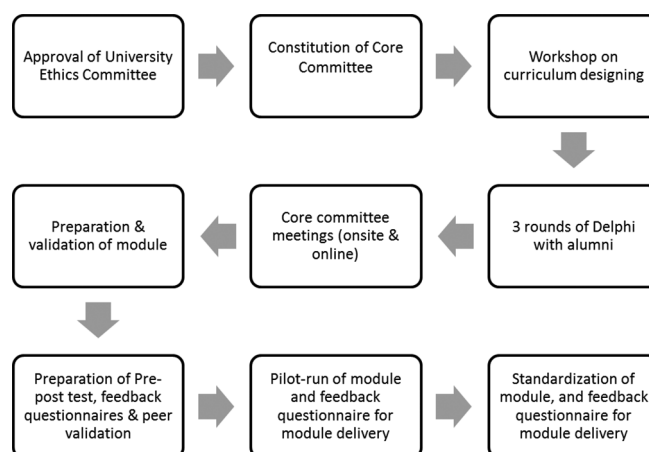 Approval of University
Ethics Committee
Constitution of Core
Committee
Workshop on
curriculum designing
3 rounds of Delphi
with alumni
Core committee
meetings (onsite &
online)
Preparation &
validation of module
Preparation of Pre-
post test, feedback
questionnaires & peer
validation
Pilot-run of module
and feedback
questionnaire for
module delivery
Standardization of
module, and feedback
questionnaire for
module delivery